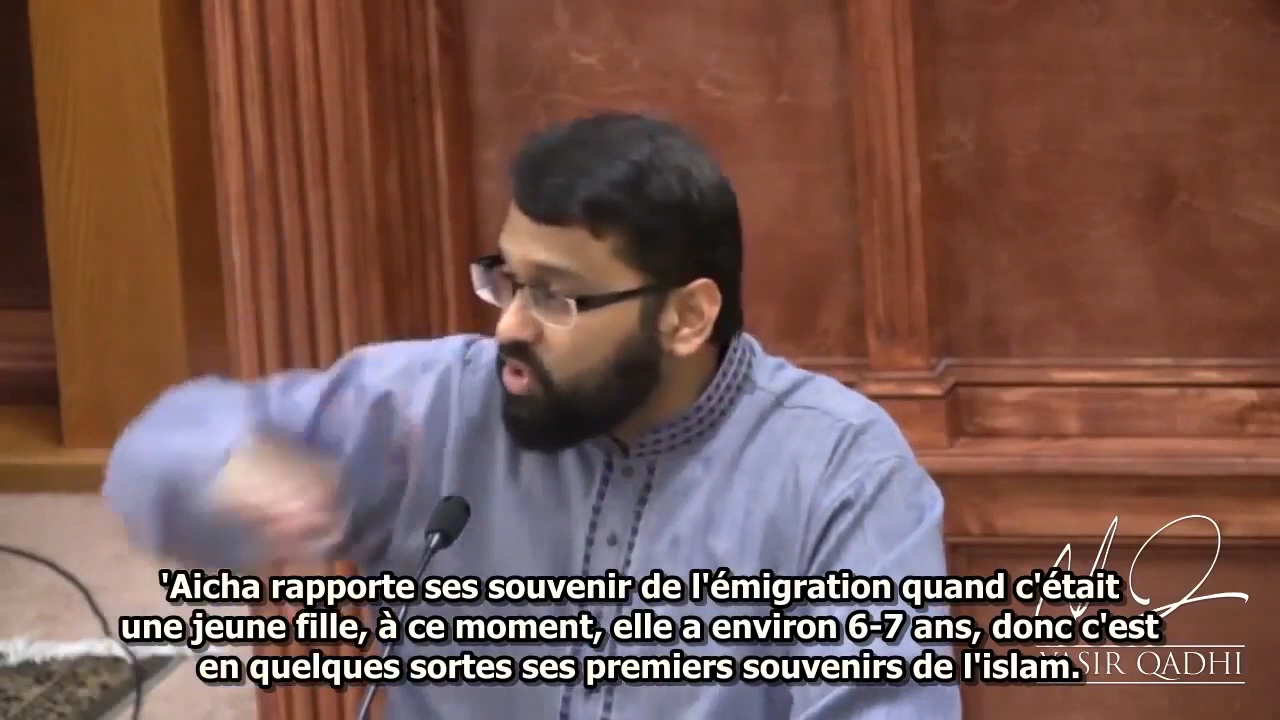 'Aicha rapporte ses souvenir de l'émigration quand c'était
une jeune fille, à ce moment, elle a environ 6-7 ans, donc c'est
en quelques sortes ses premiers souvenirs de l'islam.
YASIR QADHI